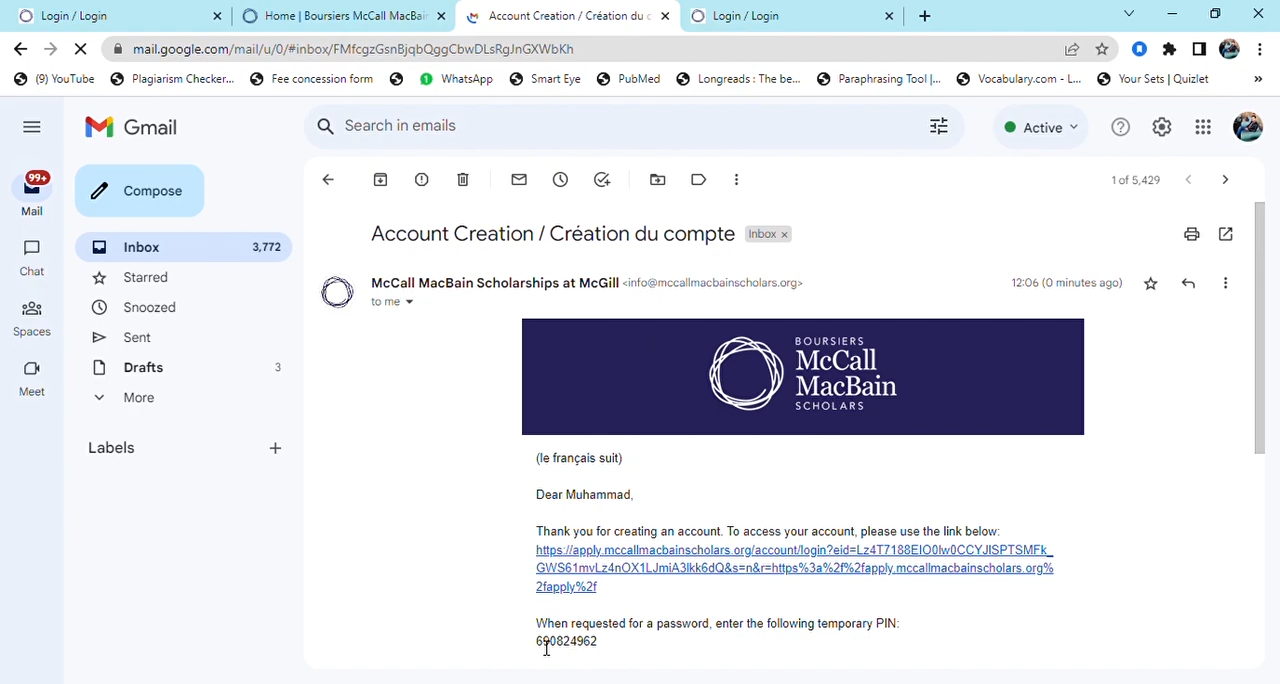 Login / Login
Home | Boursiers McCall MacBain
Account Creation / Création du c
Login / Login
mail.google.com/mail/u/0/#inbox/FMfcgzGsnBjqbQggCbwDLsRgJnGXWbKh
(9) YouTube
Plagiarism Checker...
Fee concession form
1
WhatsApp
Smart Eye
PubMed
Longreads : The be...
Paraphrasing Tool |...
Vocabulary.com - L...
Your Sets | Quizlet
»
Gmail
Search in emails
Active
99+
Mail
Compose
1 of 5,429
Chat
Inbox 3,772
Account Creation / Création du compte
Inbox ×
Starred
Spaces
Snoozed
McCall MacBain Scholarships at McGill <info@mccallmacbainscholars.org>
12:06 (0 minutes ago)
to me
Sent
Meet
Drafts 3
More
Labels
BOURSIERS
McCall
MacBain
SCHOLARS
(le français suit)
Dear Muhammad,
Thank you for creating an account. To access your account, please use the link below:
https://apply.mccallmacbainscholars.org/account/login?eid=Lz4T7188EIO0lw0CCYJISPTSMFk_
GWS61mvLz4nOX1LJmiA3lkk6dQ&s=n&r=https%3a%2f%2fapply.mccallmacbainscholars.org%
2fapply%2f
When requested for a password, enter the following temporary PIN:
690824962